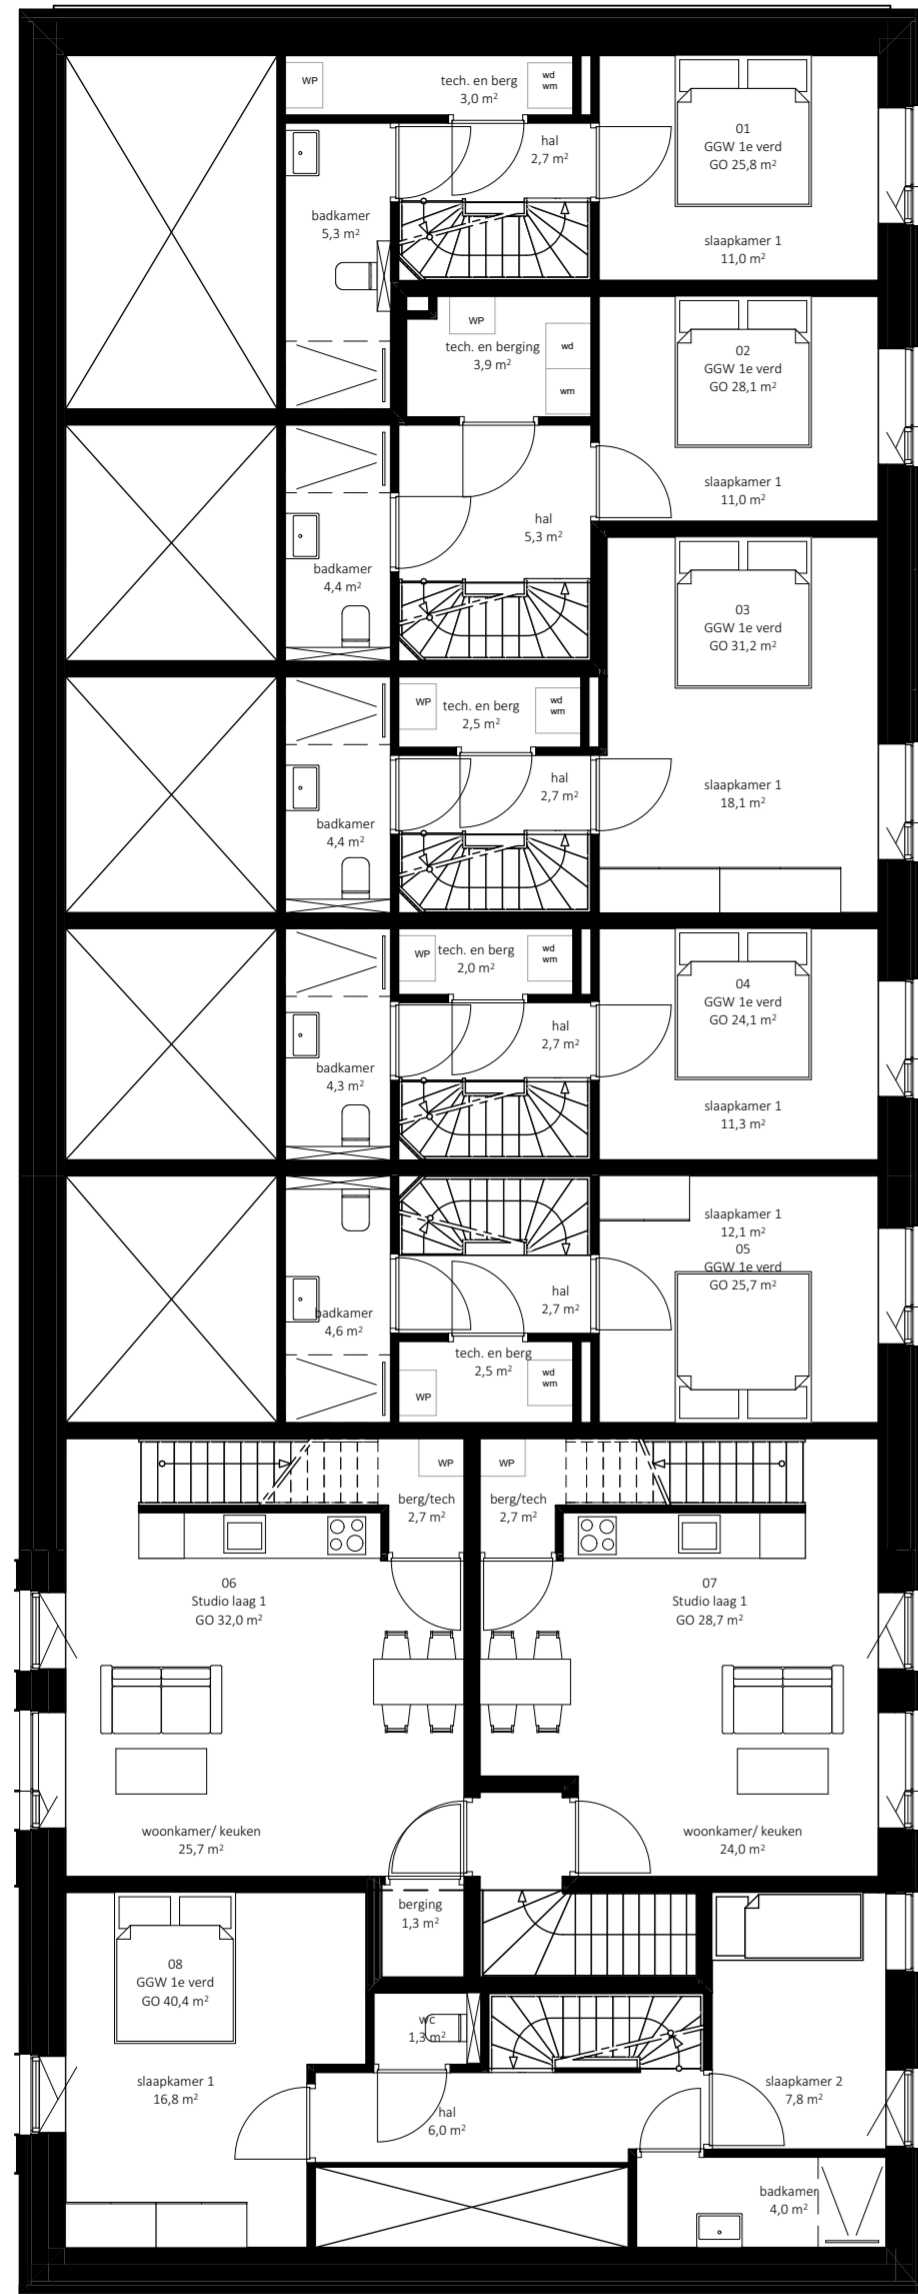 WP
tech. en berg
3,0 m²
wd
wm
hal
2,7 m²
01
GGW 1e verd
GO 25,8 m²
badkamer
5,3 m²
slaapkamer 1
11,0 m²
WP
tech. en berging
3,9 m²
wd
wm
02
GGW 1e verd
GO 28,1 m²
slaapkamer 1
11,0 m²
hal
5,3 m²
badkamer
4,4 m²
03
GGW 1e verd
GO 31,2 m²
WP
tech. en berg
2,5 m²
wd
wm
hal
2,7 m²
slaapkamer 1
18,1 m²
badkamer
4,4 m²
WP
tech. en berg
2,0 m²
wd
wm
04
GGW 1e verd
GO 24,1 m²
hal
2,7 m²
badkamer
4,3 m²
slaapkamer 1
11,3 m²
slaapkamer 1
12,1 m²
05
GGW 1e verd
GO 25,7 m²
hal
2,7 m²
badkamer
4,6 m²
tech. en berg
2,5 m²
WP
wd
wm
WP
berg/tech
2,7 m²
WP
berg/tech
2,7 m²
06
Studio laag 1
GO 32,0 m²
07
Studio laag 1
GO 28,7 m²
woonkamer/ keuken
25,7 m²
woonkamer/ keuken
24,0 m²
berging
1,3 m²
08
GGW 1e verd
GO 40,4 m²
wc
1,3 m²
slaapkamer 1
16,8 m²
slaapkamer 2
7,8 m²
hal
6,0 m²
badkamer
4,0 m²